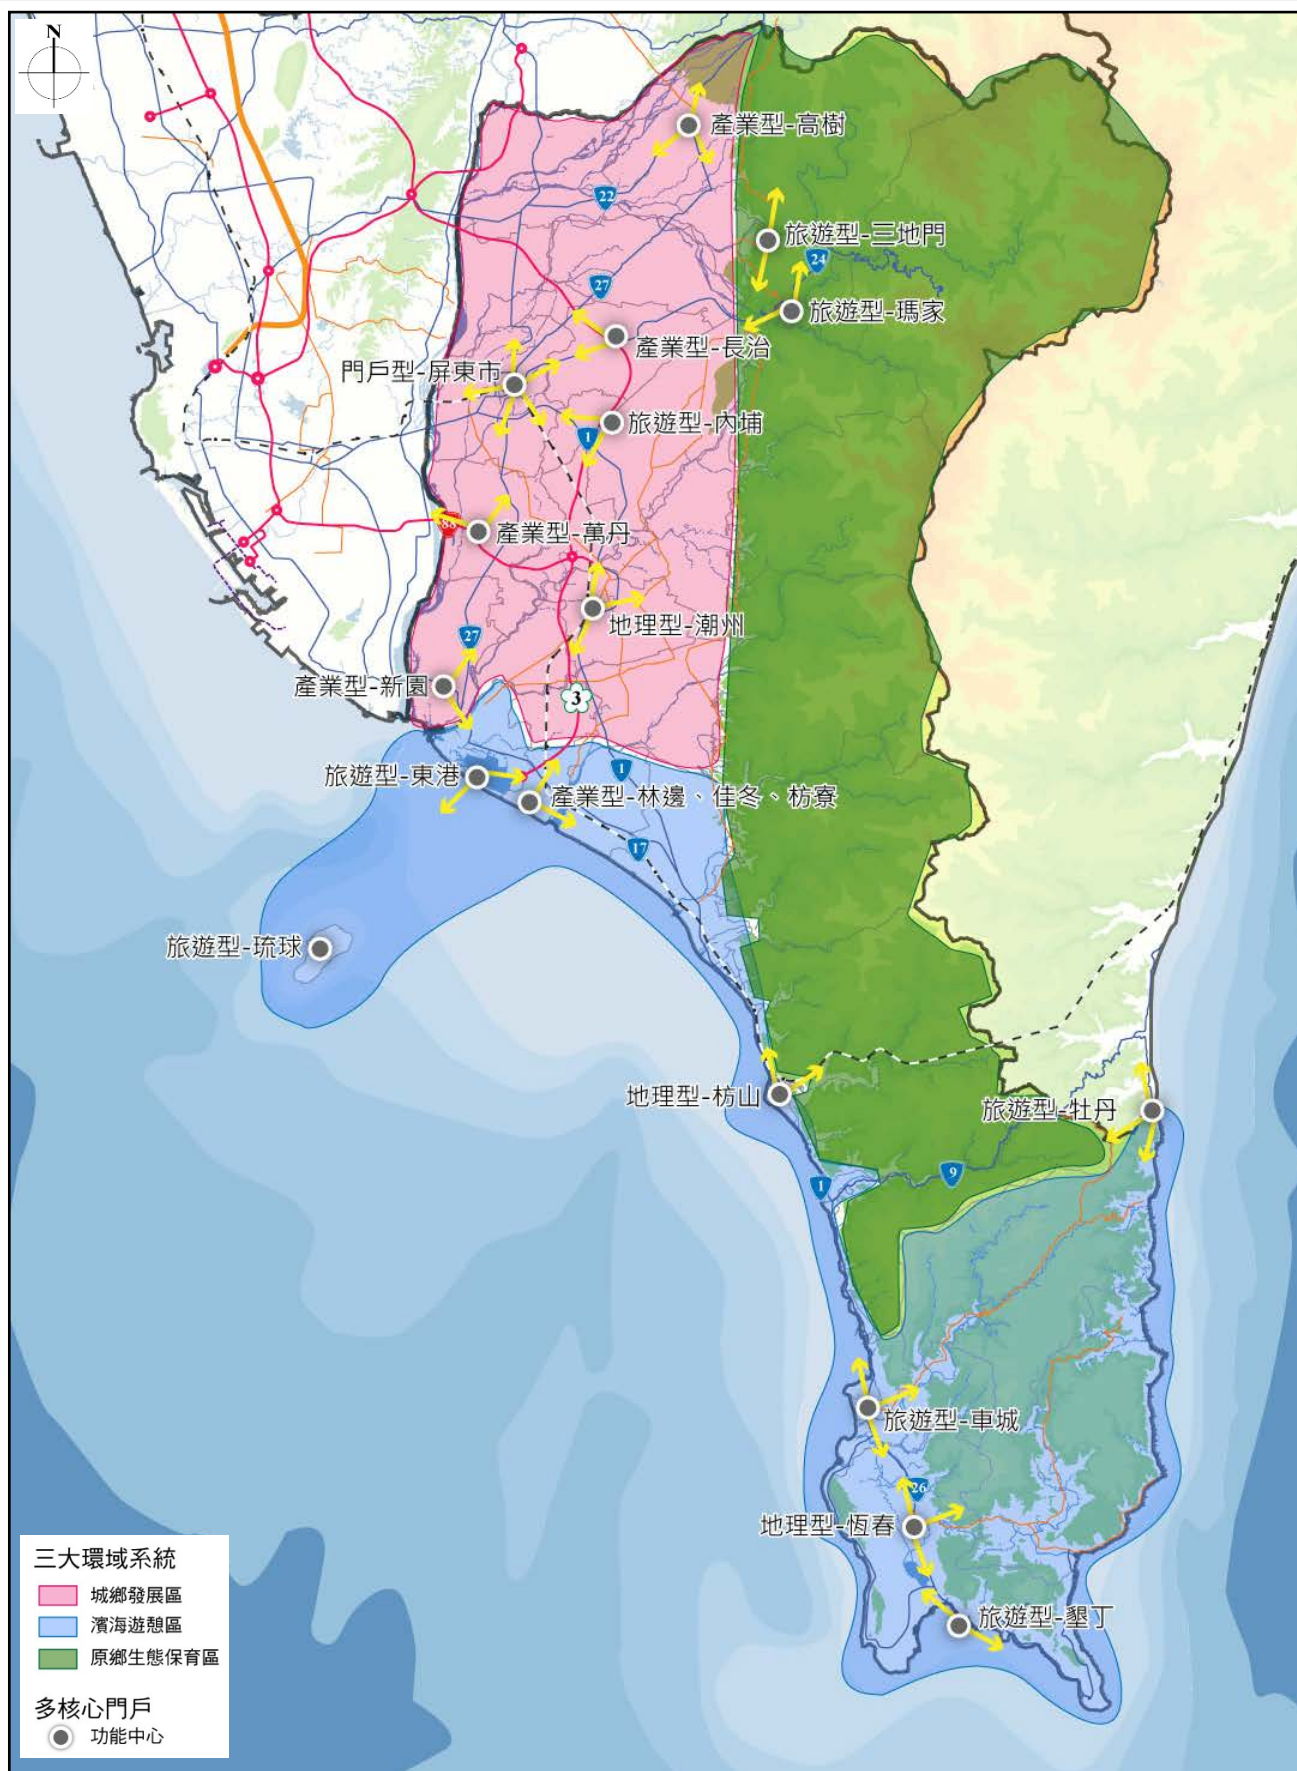 N
產業型-高樹
22
旅遊型-三地門
24
27
旅遊型-瑪家
產業型-長治
門戶型-屏東市
旅遊型-內埔
1
88
產業型-萬丹
地理型-潮州
27
產業型-新園
3
旅遊型-東港
1
產業型-林邊、佳冬、枋寮
17
旅遊型-琉球
地理型-枋山
旅遊型-牡丹
9
1
旅遊型-車城
26
地理型-恆春
旅遊型-墾丁
三大環域系統
城鄉發展區
濱海遊憩區
原鄉生態保育區
多核心門戶
功能中心